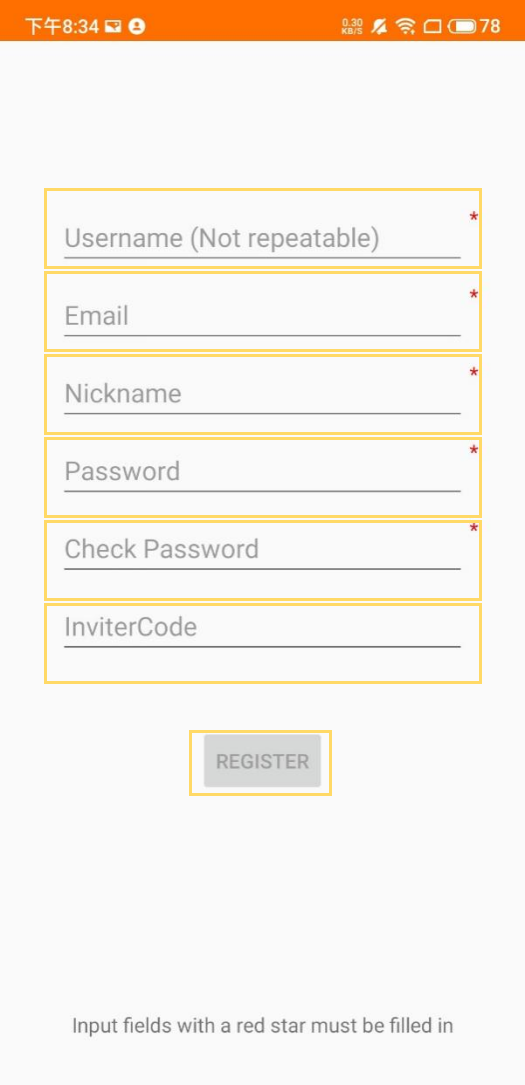 下午8:34 0.30 KB/S 78
Username (Not repeatable) *
Email *
Nickname *
Password *
Check Password *
InviterCode
REGISTER
Input fields with a red star must be filled in